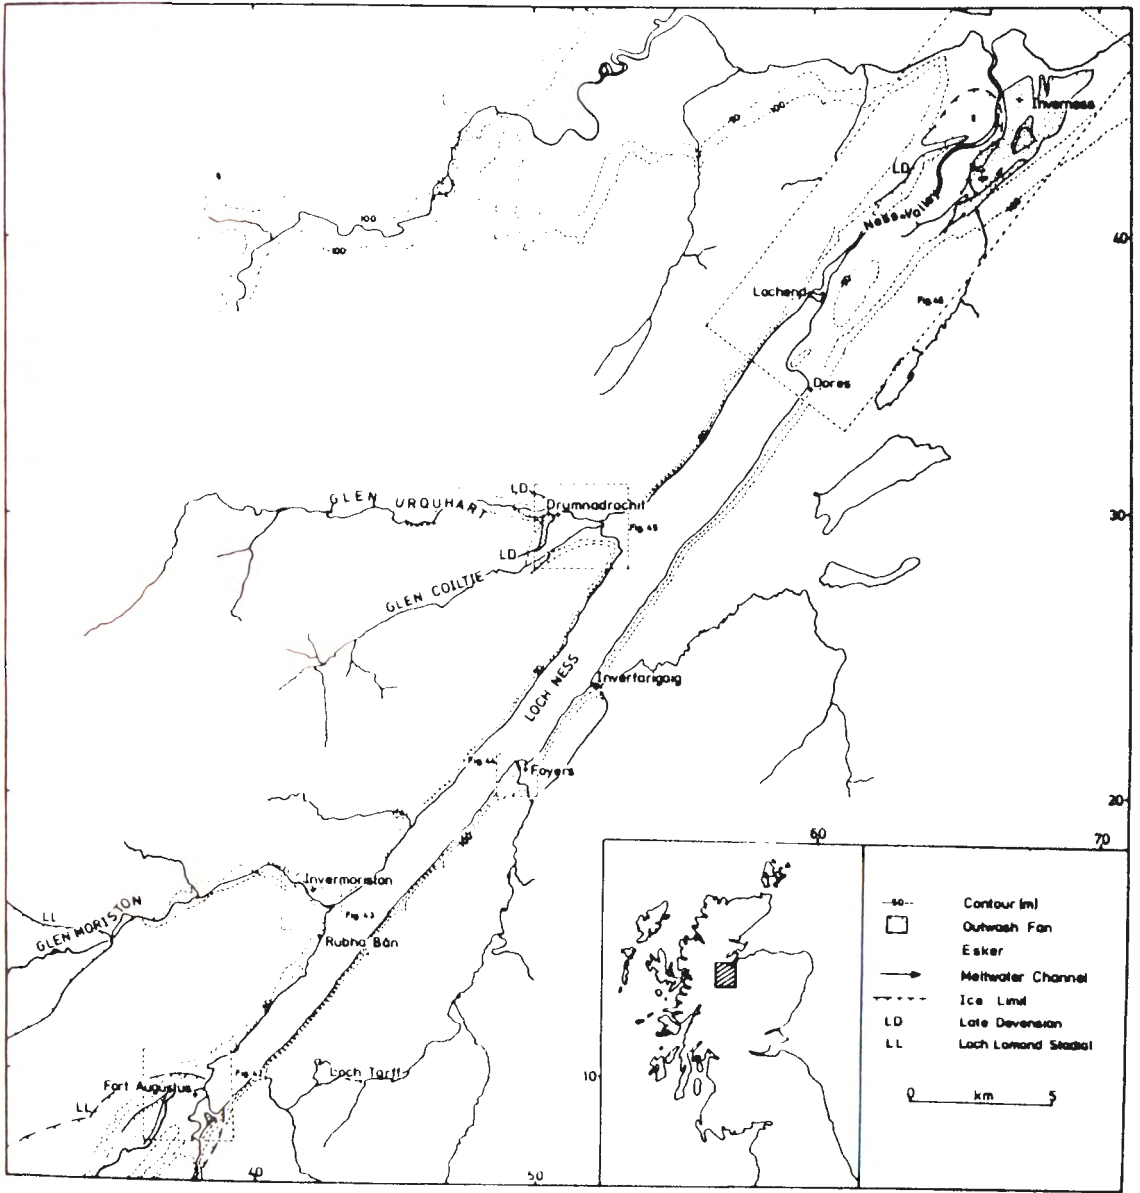 Inverness
90
100
LD
Ness Valley
100
100
40
Lochend
Fig.46
Dores
LD
GLEN URQUHART
Drumnadrochit
30
Fig.45
LD
GLEN COILTIE
LOCH NESS
Inverfarigaig
Fig.44
Foyers
20
100
60
70
Invermoriston
LL
GLEN MORISTON
Fig.43
Rubha Bàn
Contour (m)
Outwash Fan
Esker
Meltwater Channel
Ice Limit
LD Late Devensian
LL Loch Lomond Stadial
Loch Tarff
10
Fort Augustus
Fig.42
LL
0 km 5
40
50